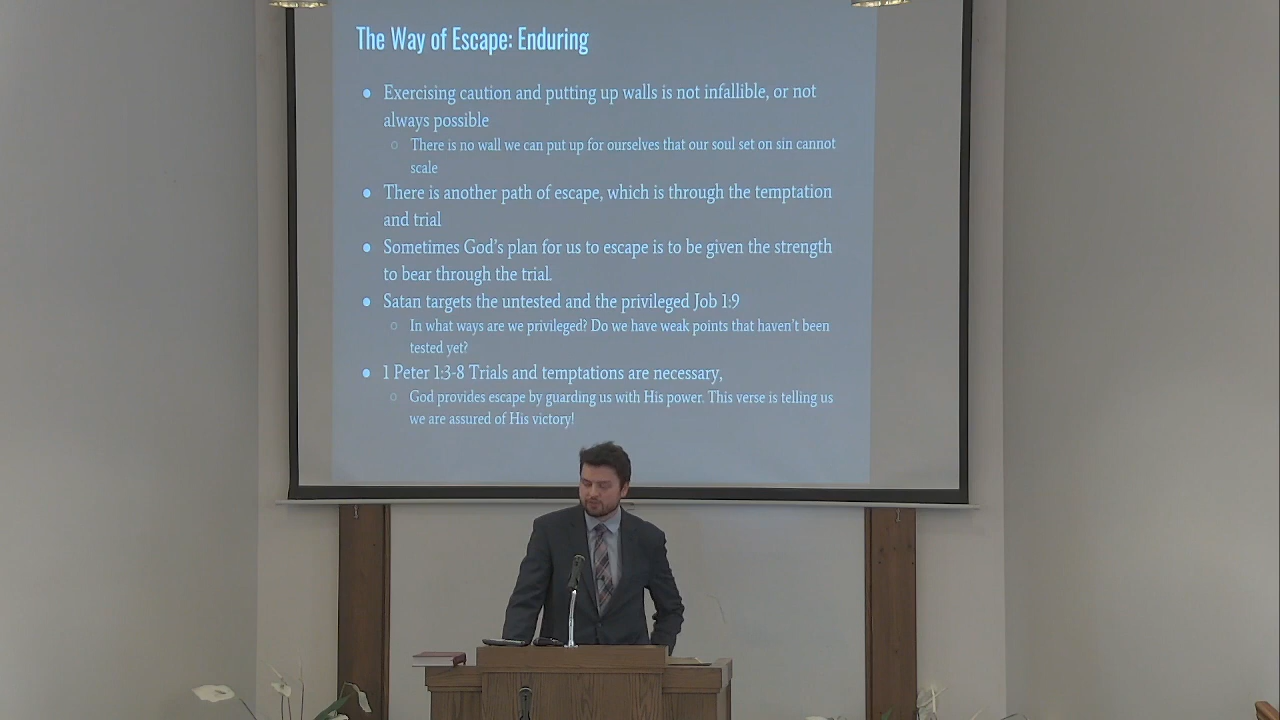 The Way of Escape: Enduring
● Exercising caution and putting up walls is not infallible, or not
always possible
○ There is no wall we can put up for ourselves that our soul set on sin cannot
scale
● There is another path of escape, which is through the temptation
and trial
● Sometimes God's plan for us to escape is to be given the strength
to bear through the trial.
● Satan targets the untested and the privileged Job 1:9
○ In what ways are we privileged? Do we have weak points that haven't been
tested yet?
● 1 Peter 1:3-8 Trials and temptations are necessary,
○ God provides escape by guarding us with His power. This verse is telling us
we are assured of His victory!